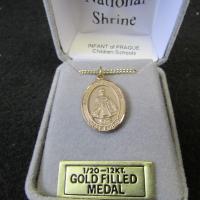 National
Shrine
INFANT of PRAGUE
Children Schools
1/20-12KT.
GOLD FILLED
MEDAL